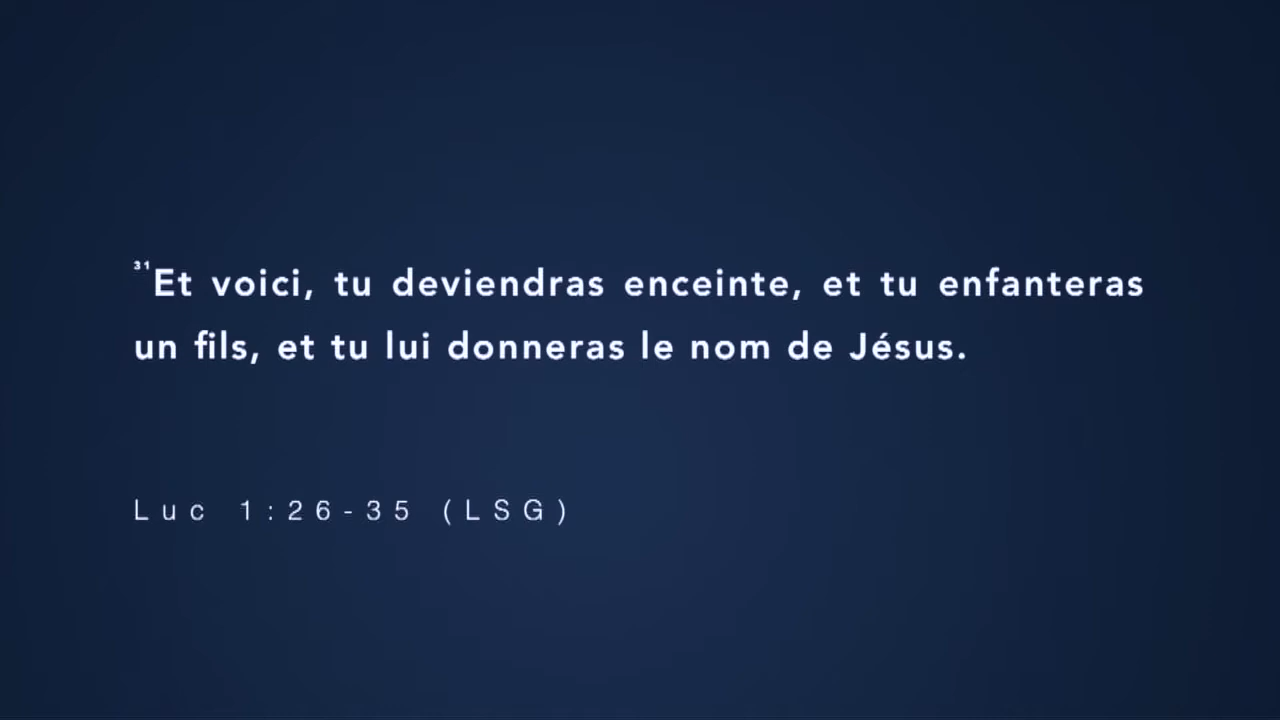 31Et voici, tu deviendras enceinte, et tu enfanteras
un fils, et tu lui donneras le nom de Jésus.
Luc 1:26-35 (LSG)